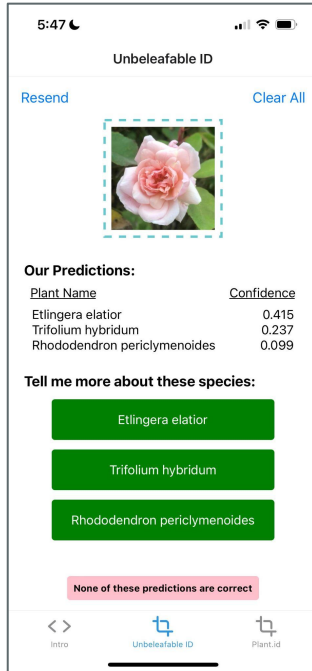 5:47
Unbeleafable ID
Resend Clear All
Our Predictions:
Plant Name Confidence
Etlingera elatior 0.415
Trifolium hybridum 0.237
Rhododendron periclymenoides 0.099
Tell me more about these species:
Etlingera elatior
Trifolium hybridum
Rhododendron periclymenoides
None of these predictions are correct
Intro Unbeleafable ID Plant.id